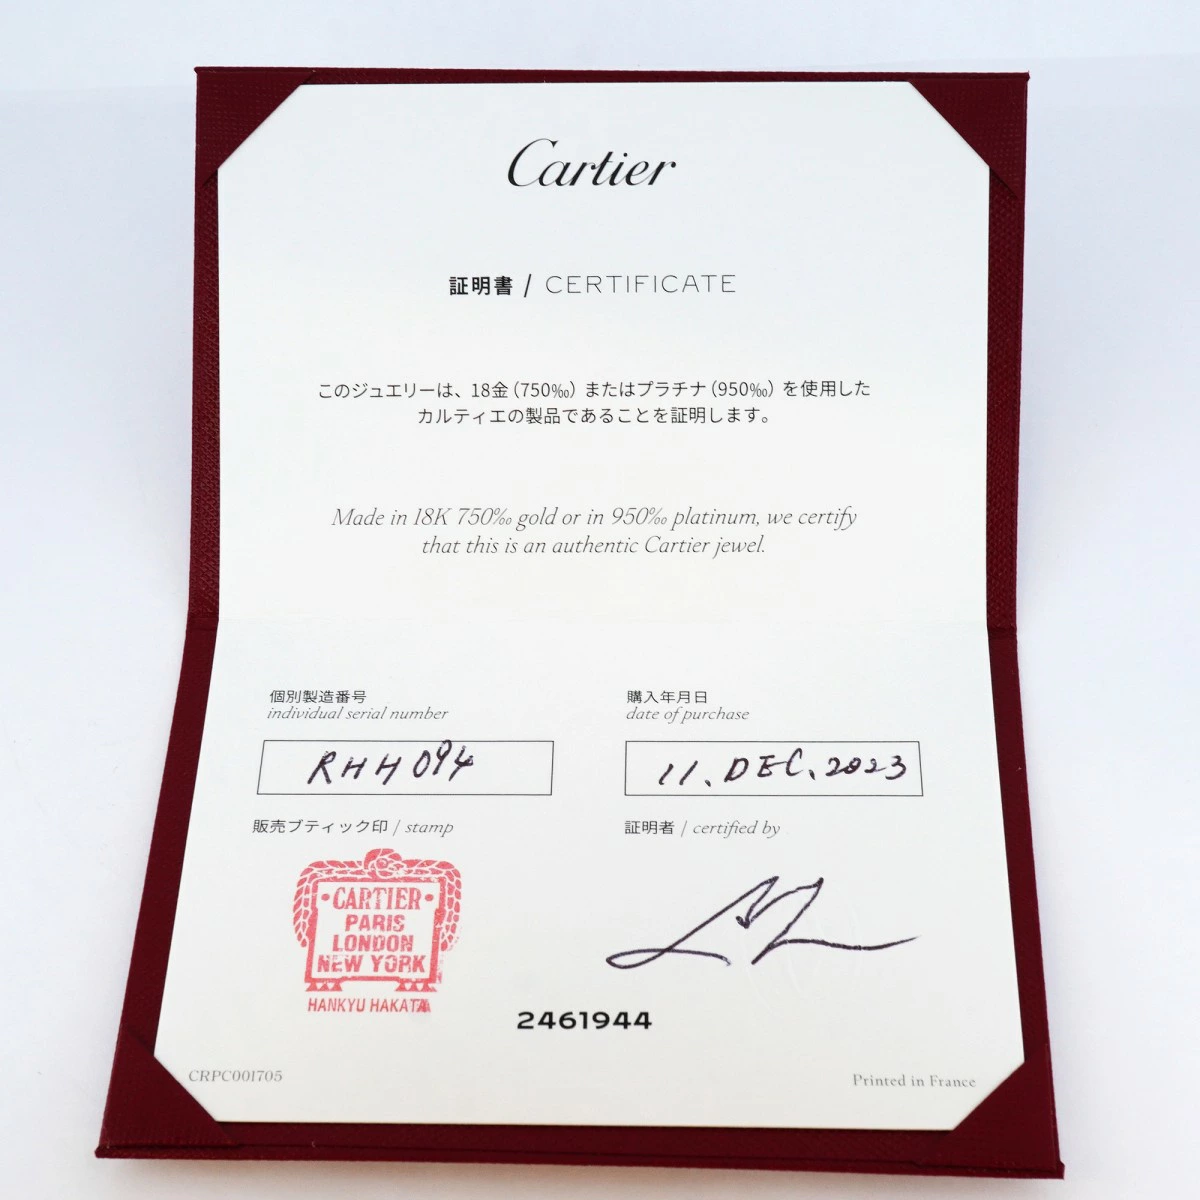 Cartier
証明書 / CERTIFICATE
このジュエリーは、18金（750‰）またはプラチナ（950‰）を使用した
カルティエの製品であることを証明します。
Made in 18K 750‰ gold or in 950‰ platinum, we certify
that this is an authentic Cartier jewel.
個別製造番号
individual serial number
RHH094
購入年月日
date of purchase
11. DEC. 2023
販売ブティック印 / stamp
·CARTIER·
PARIS
LONDON
NEW YORK
HANKYU HAKATA
証明者 / certified by
2461944
CRPC001705
Printed in France